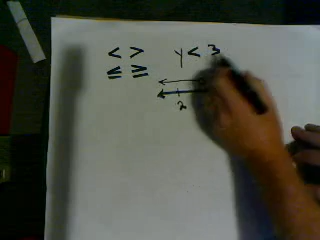 < > y < 3
≤ ≥
2